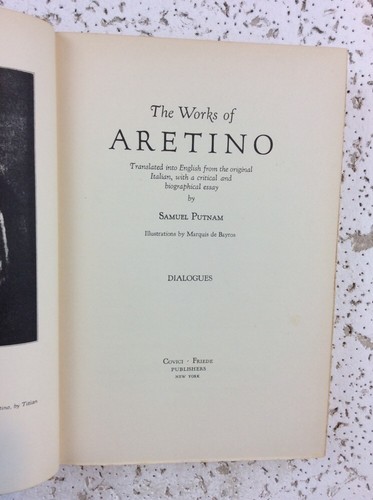 The Works of
ARETINO
Translated into English from the original
Italian, with a critical and
biographical essay
by
SAMUEL PUTNAM
Illustrations by Marquis de Bayros
DIALOGUES
COVICI · FRIEDE
PUBLISHERS
NEW YORK
by Titian